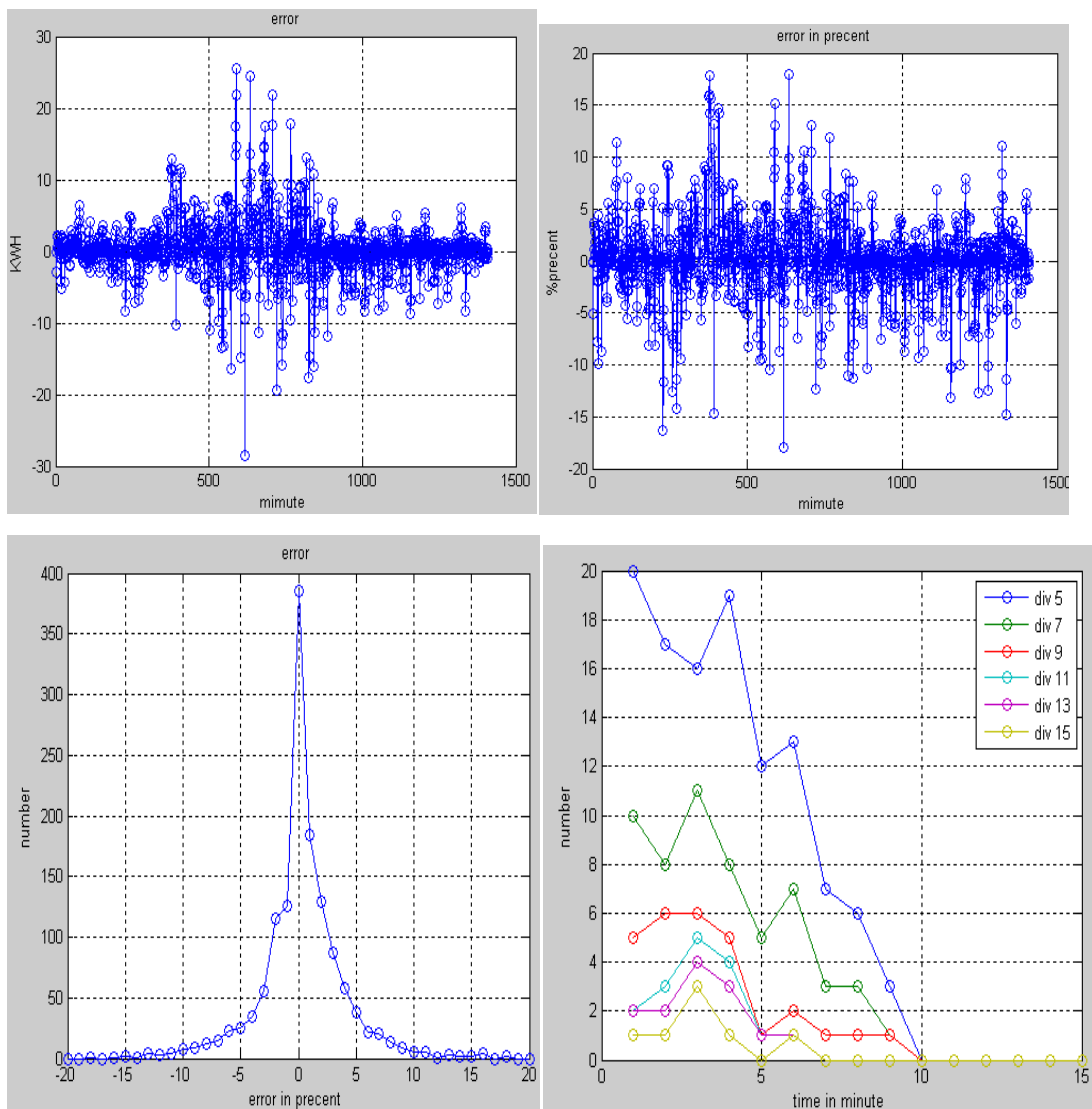 error
30
20
10
0
-10
-20
-30
KWH
0 500 1000 1500
mimute
error in precent
20
15
10
5
0
-5
-10
-15
-20
%precent
0 500 1000 1500
mimute
error
400
350
300
250
200
150
100
50
0
number
-20 -15 -10 -5 0 5 10 15 20
error in precent
20
18
16
14
12
10
8
6
4
2
0
number
div 5
div 7
div 9
div 11
div 13
div 15
0 5 10 15
time in minute